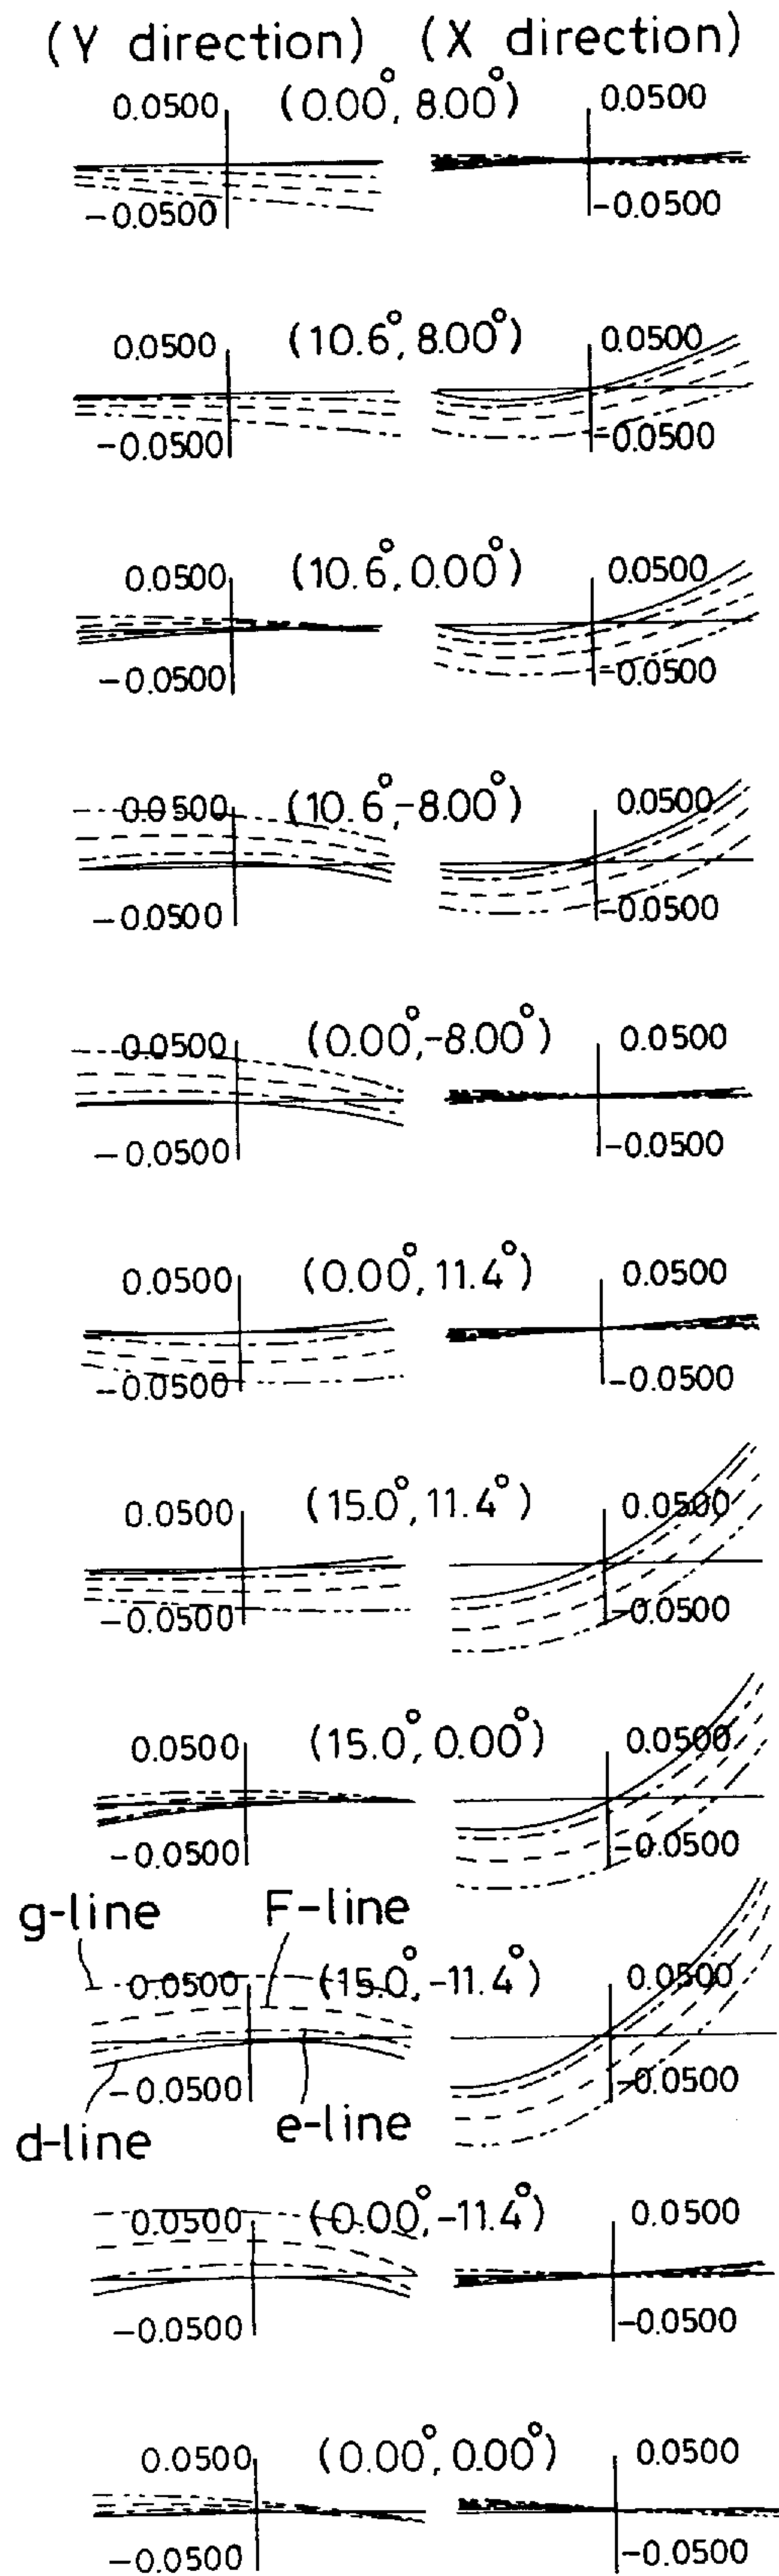 (Y direction) (X direction)
0.0500 (0.00°, 8.00°) 0.0500
-0.0500 -0.0500
0.0500 (10.6°, 8.00°) 0.0500
-0.0500 -0.0500
0.0500 (10.6°, 0.00°) 0.0500
-0.0500 -0.0500
0.0500 (10.6°, -8.00°) 0.0500
-0.0500 -0.0500
0.0500 (0.00°, -8.00°) 0.0500
-0.0500 -0.0500
0.0500 (0.00°, 11.4°) 0.0500
-0.0500 -0.0500
0.0500 (15.0°, 11.4°) 0.0500
-0.0500 -0.0500
0.0500 (15.0°, 0.00°) 0.0500
-0.0500 -0.0500
g-line F-line
0.0500 (15.0°, -11.4°) 0.0500
-0.0500 -0.0500
d-line e-line
0.0500 (0.00°, -11.4°) 0.0500
-0.0500 -0.0500
0.0500 (0.00°, 0.00°) 0.0500
-0.0500 -0.0500